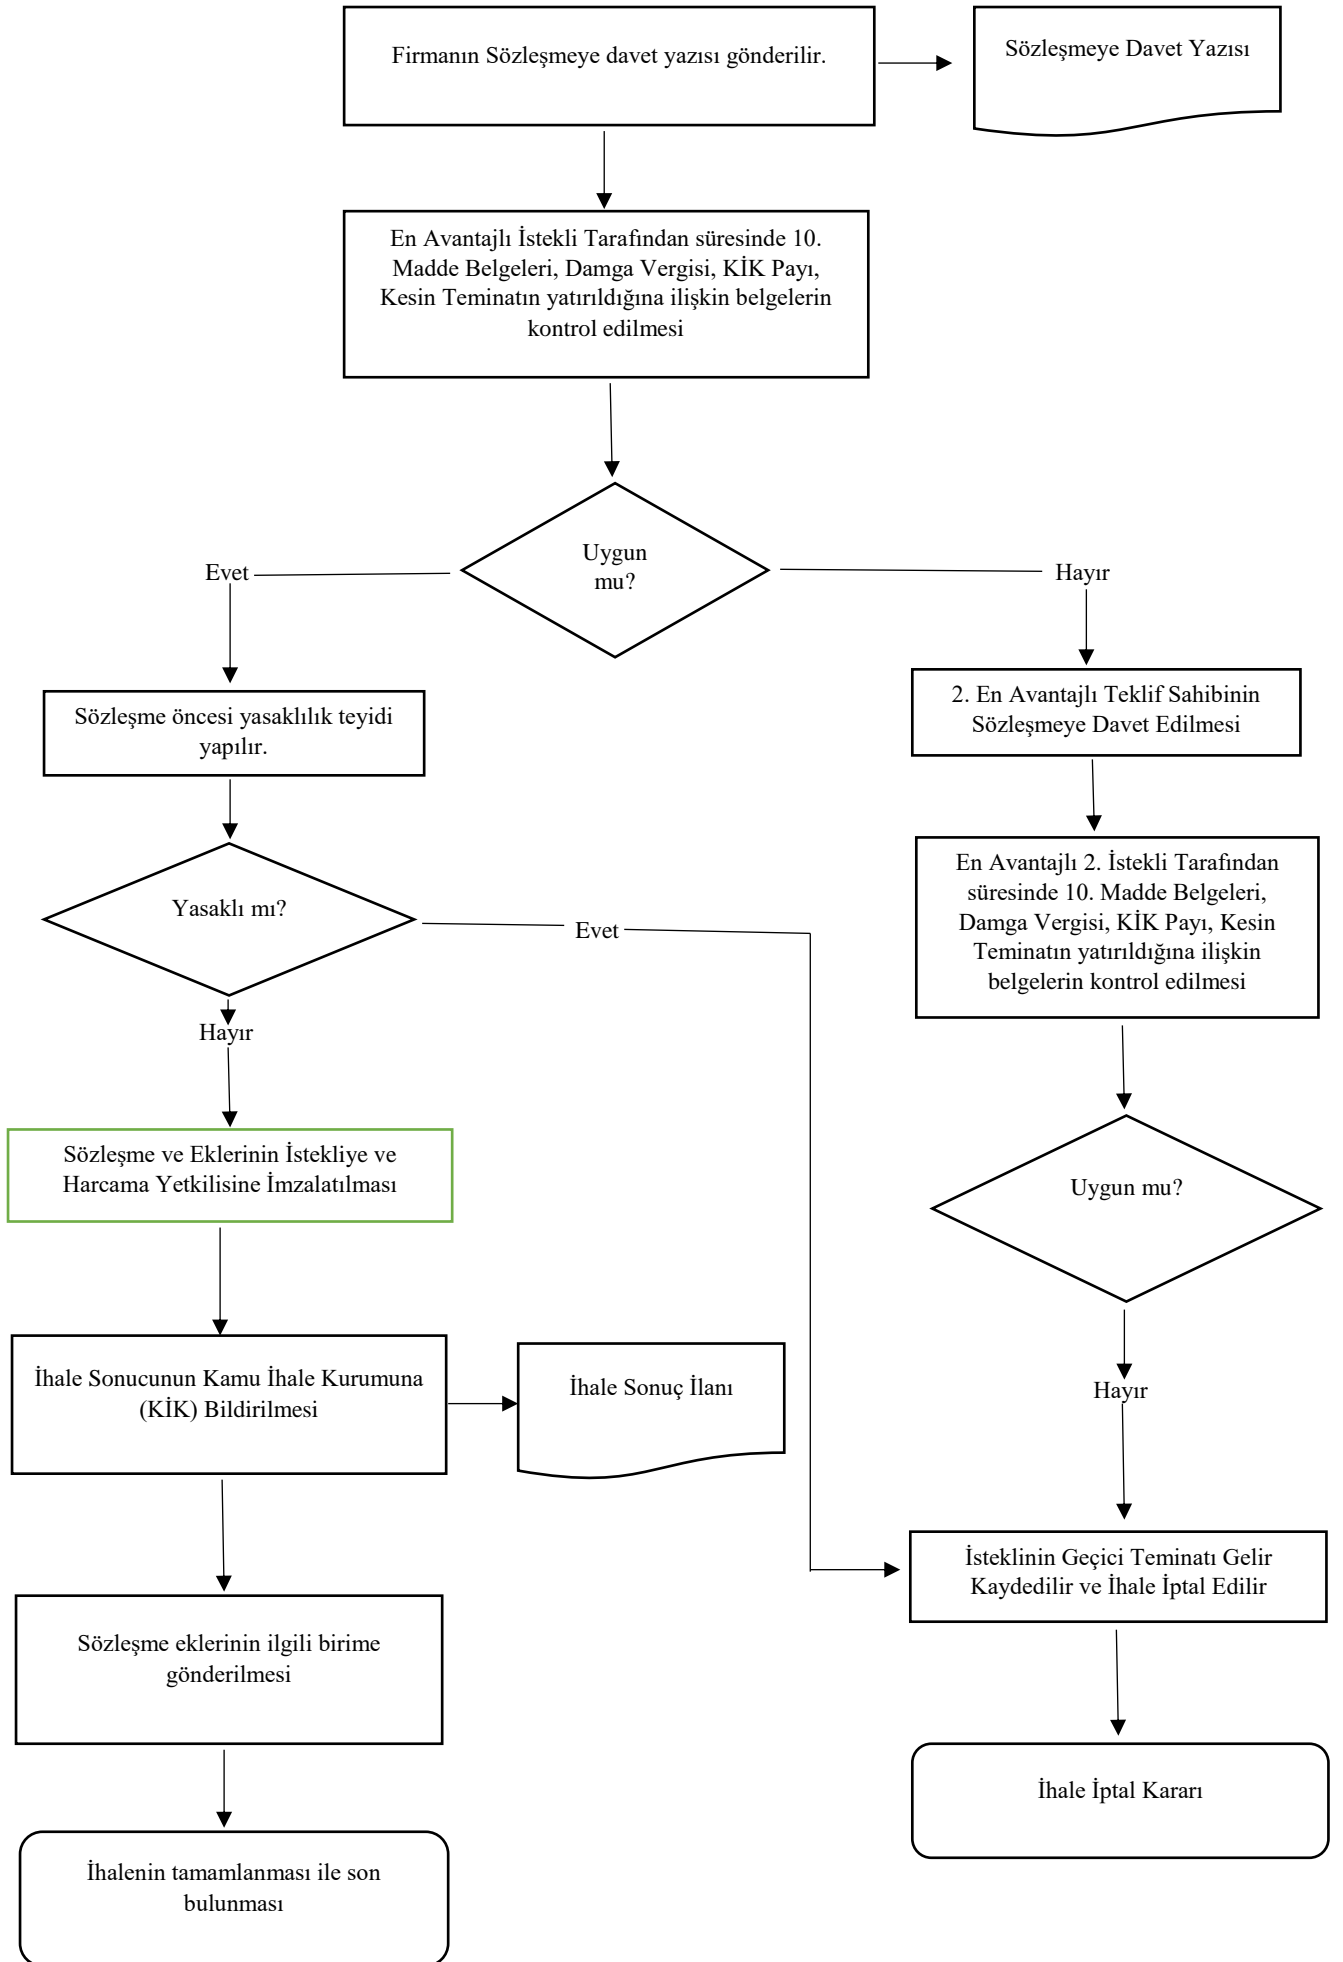 Firmanın Sözleşmeye davet yazısı gönderilir.
Sözleşmeye Davet Yazısı
En Avantajlı İstekli Tarafından süresinde 10.
Madde Belgeleri, Damga Vergisi, KİK Payı,
Kesin Teminatın yatırıldığına ilişkin belgelerin
kontrol edilmesi
Uygun
mu?
Evet
Hayır
Sözleşme öncesi yasaklılık teyidi
yapılır.
2. En Avantajlı Teklif Sahibinin
Sözleşmeye Davet Edilmesi
Yasaklı mı?
Evet
En Avantajlı 2. İstekli Tarafından
süresinde 10. Madde Belgeleri,
Damga Vergisi, KİK Payı, Kesin
Teminatın yatırıldığına ilişkin
belgelerin kontrol edilmesi
Hayır
Sözleşme ve Eklerinin İstekliye ve
Harcama Yetkilisine İmzalatılması
Uygun mu?
İhale Sonucunun Kamu İhale Kurumuna
(KİK) Bildirilmesi
İhale Sonuç İlanı
Hayır
İsteklinin Geçici Teminatı Gelir
Kaydedilir ve İhale İptal Edilir
Sözleşme eklerinin ilgili birime
gönderilmesi
İhale İptal Kararı
İhalenin tamamlanması ile son
bulunması